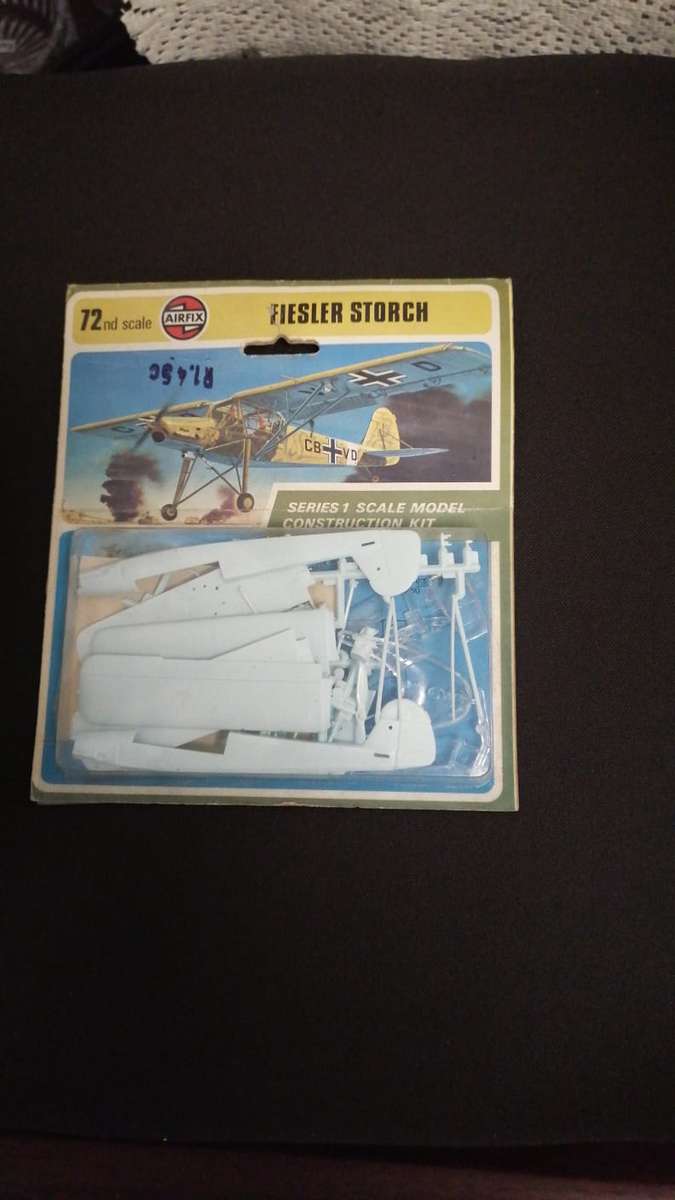 72nd scale
AIRFIX
FIESLER STORCH
R1.45c
D
CB VD
SERIES 1 SCALE MODEL
CONSTRUCTION KIT